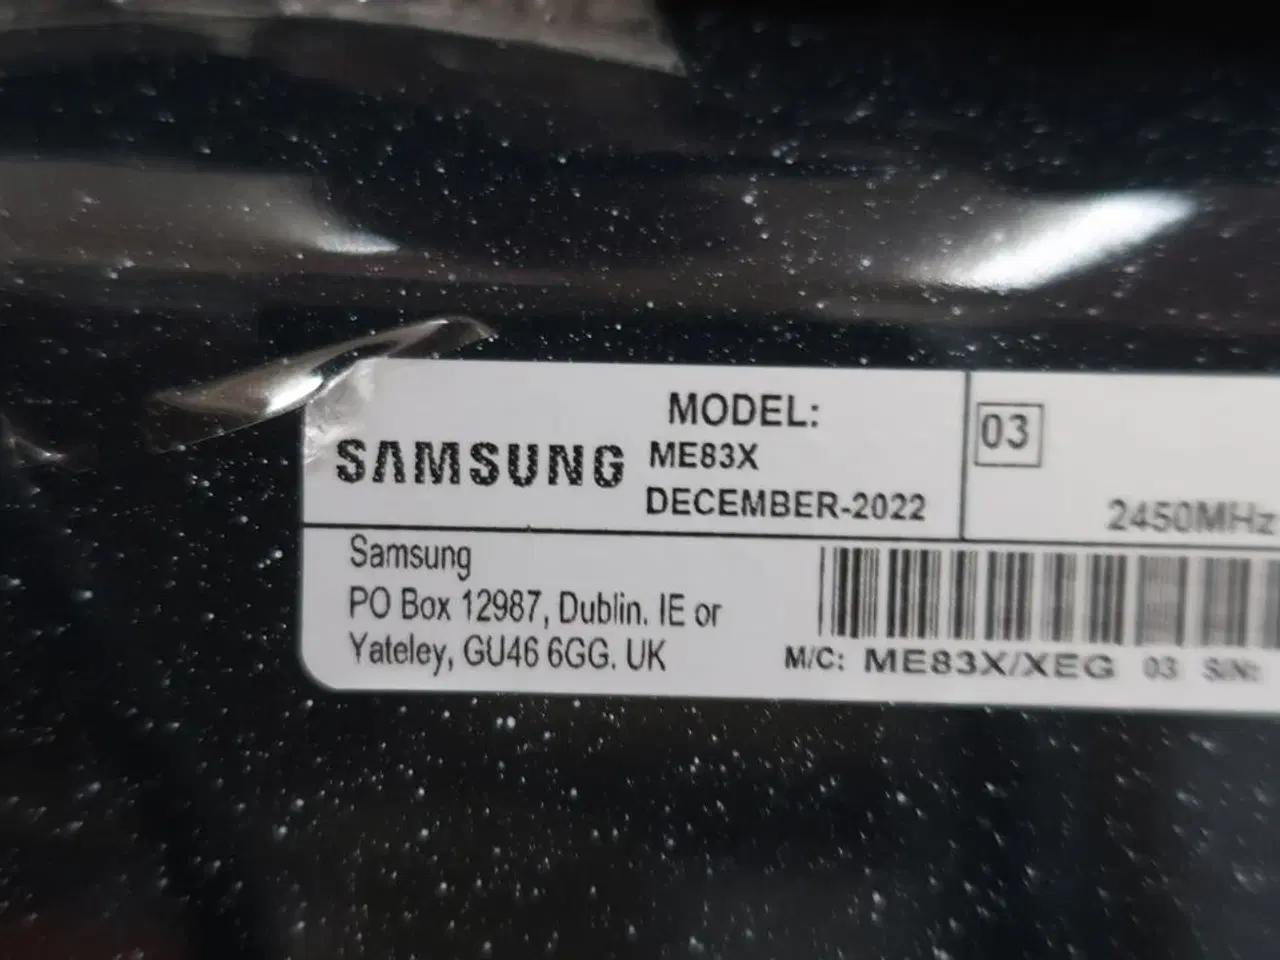 MODEL:
SAMSUNG ME83X
DECEMBER-2022
03
2450MHz
Samsung
PO Box 12987, Dublin. IE or
Yateley, GU46 6GG. UK
M/C: ME83X/XEG 03 S/N: